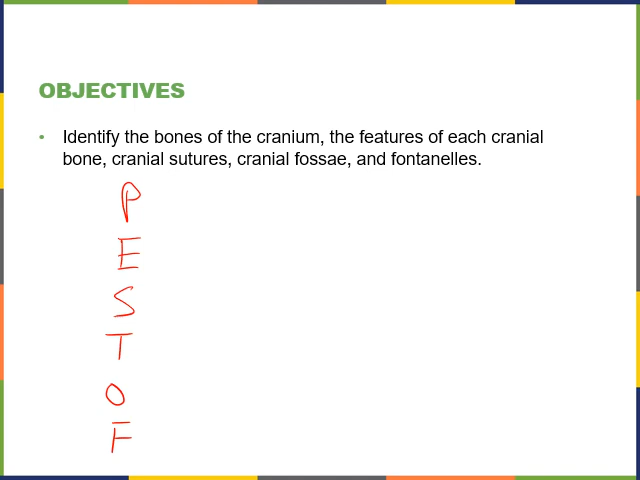 OBJECTIVES
• Identify the bones of the cranium, the features of each cranial
bone, cranial sutures, cranial fossae, and fontanelles.
P
E
S
T
O
F